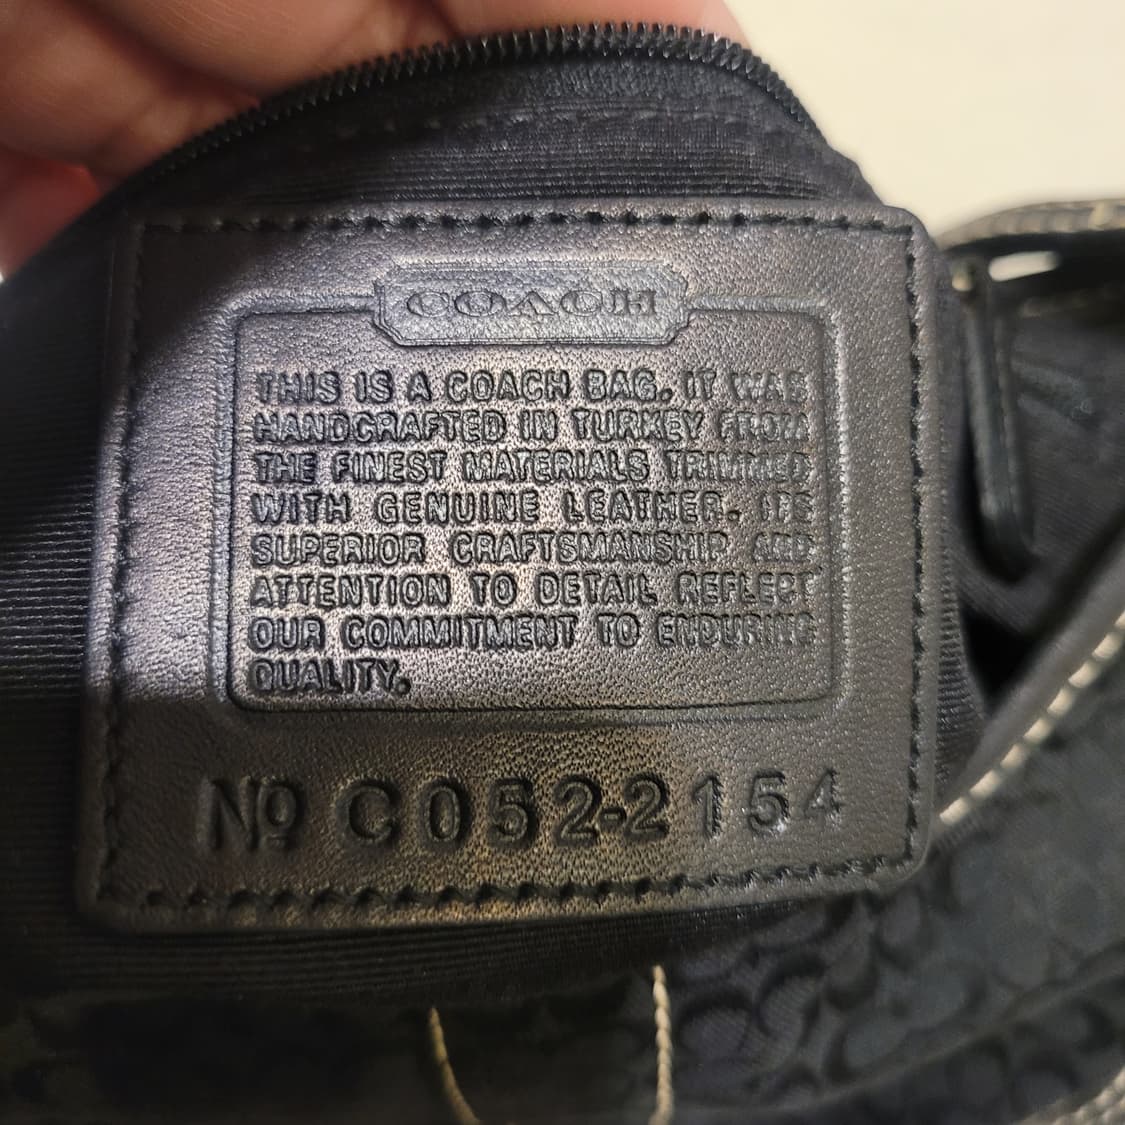 COACH
THIS IS A COACH BAG. IT WAS
HANDCRAFTED IN TURKEY FROM
THE FINEST MATERIALS TRIMMED
WITH GENUINE LEATHER. ITS
SUPERIOR CRAFTSMANSHIP AND
ATTENTION TO DETAIL REFLECT
OUR COMMITMENT TO ENDURING
QUALITY.
No C052-2154